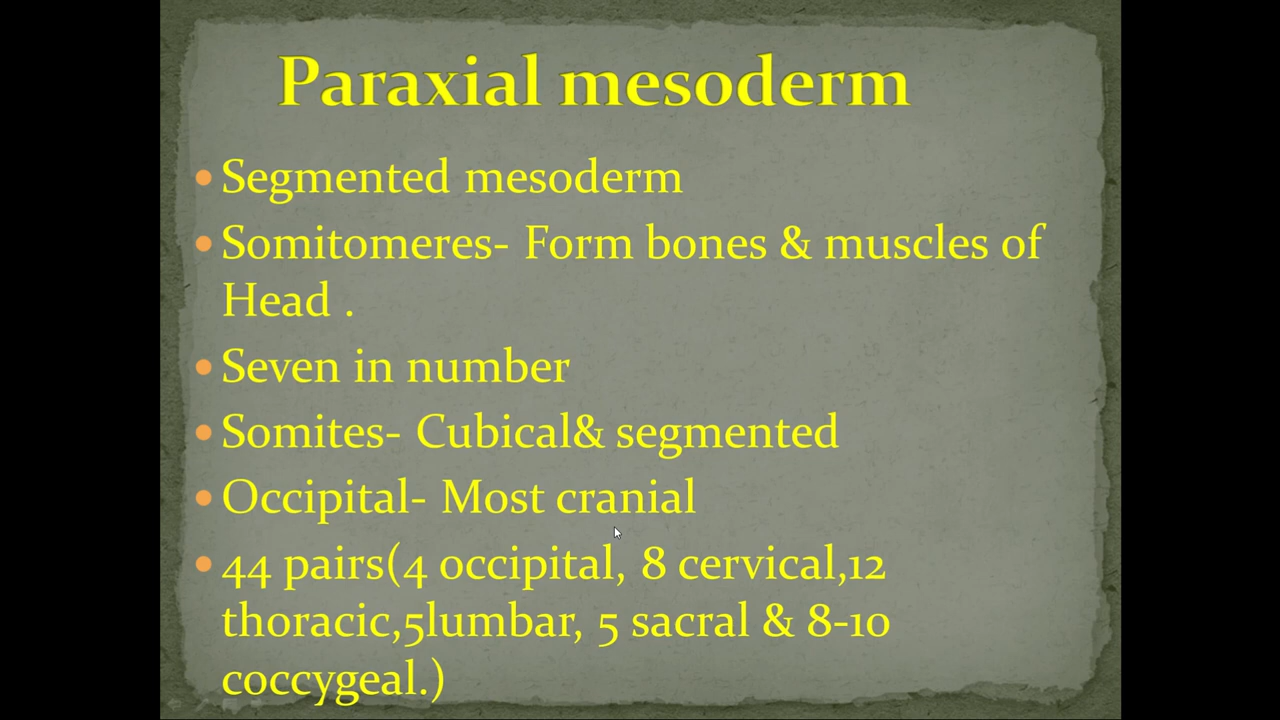 Paraxial mesoderm
•Segmented mesoderm
•Somitomeres- Form bones & muscles of
Head .
•Seven in number
•Somites- Cubical& segmented
•Occipital- Most cranial
•44 pairs(4 occipital, 8 cervical,12
thoracic,5lumbar, 5 sacral & 8-10
coccygeal.)